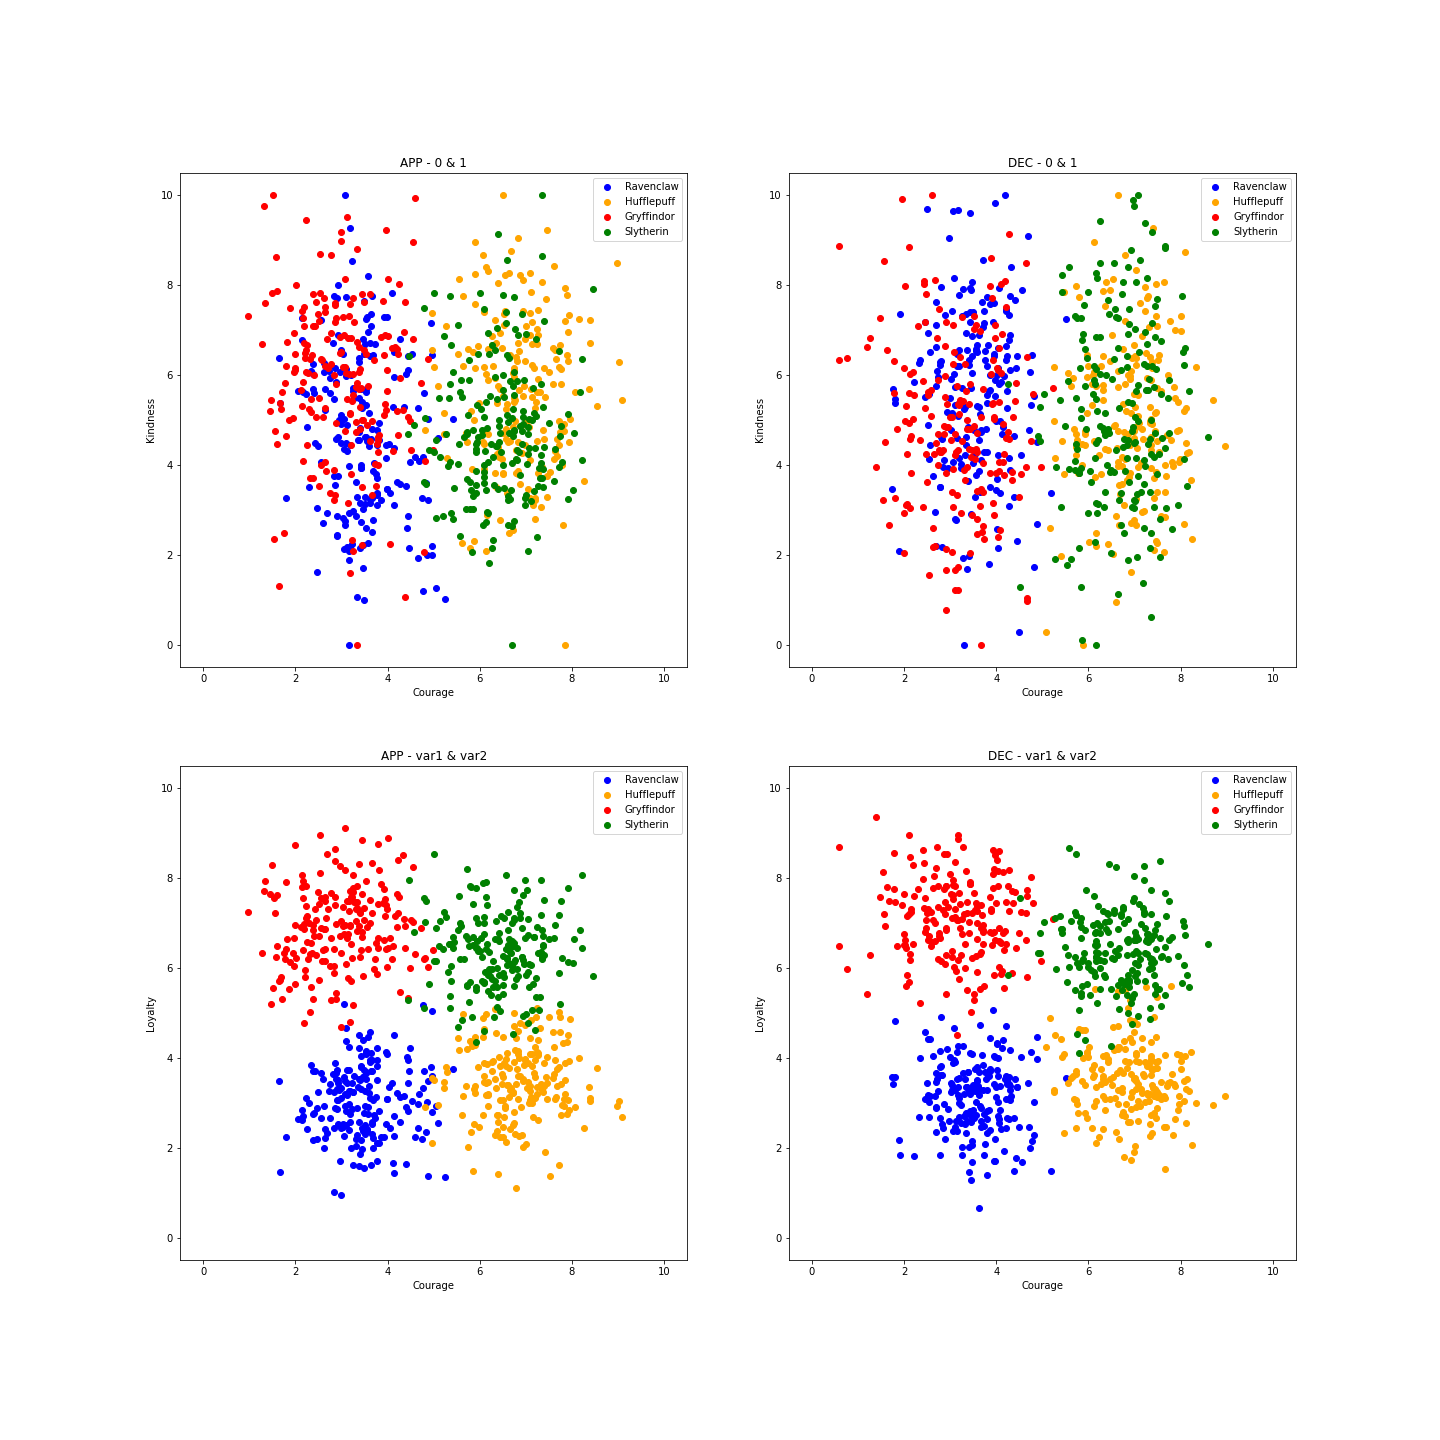 APP - 0 & 1
Ravenclaw
Hufflepuff
Gryffindor
Slytherin
10
8
6
4
2
0
Kindness
0 2 4 6 8 10
Courage
DEC - 0 & 1
Ravenclaw
Hufflepuff
Gryffindor
Slytherin
10
8
6
4
2
0
Kindness
0 2 4 6 8 10
Courage
APP - var1 & var2
Ravenclaw
Hufflepuff
Gryffindor
Slytherin
10
8
6
4
2
0
Loyalty
0 2 4 6 8 10
Courage
DEC - var1 & var2
Ravenclaw
Hufflepuff
Gryffindor
Slytherin
10
8
6
4
2
0
Loyalty
0 2 4 6 8 10
Courage